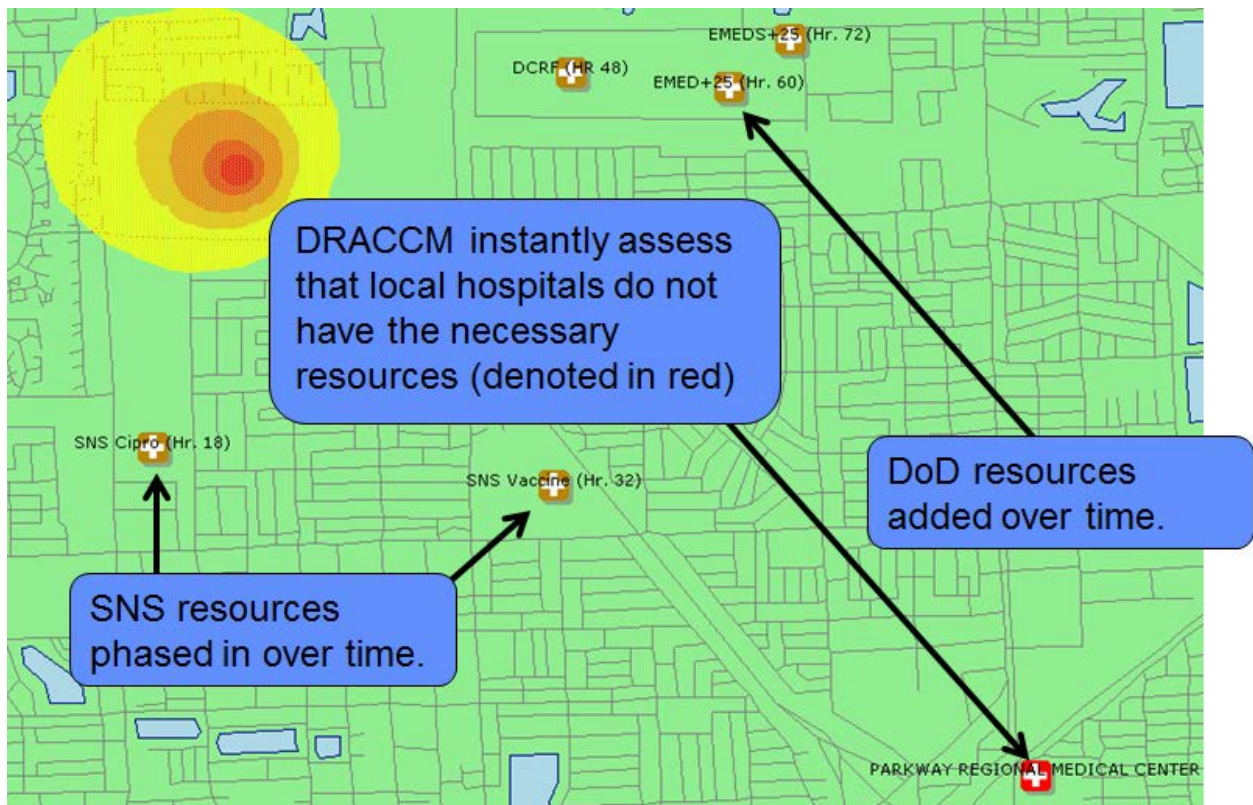 EMEDS+25 (Hr. 72)
DCRF (HR 48)
EMED+25 (Hr. 60)
DRACCM instantly assess
that local hospitals do not
have the necessary
resources (denoted in red)
SNS Cipro (Hr. 18)
SNS Vaccine (Hr. 32)
DoD resources
added over time.
SNS resources
phased in over time.
PARKWAY REGIONAL MEDICAL CENTER